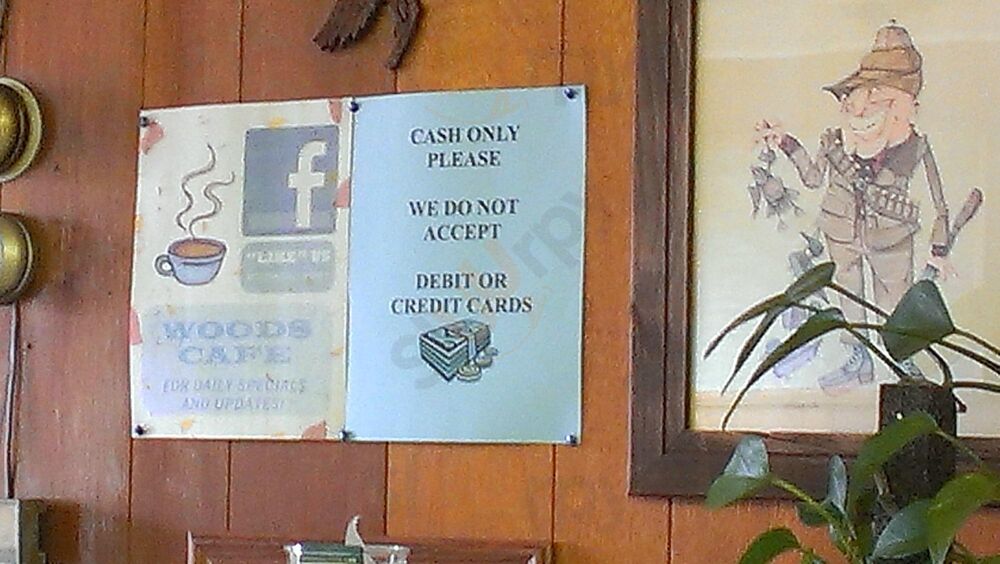 f
"LIKE" US
WOODS
CAFE
FOR DAILY SPECIALS
AND UPDATES!
CASH ONLY
PLEASE
WE DO NOT
ACCEPT
DEBIT OR
CREDIT CARDS